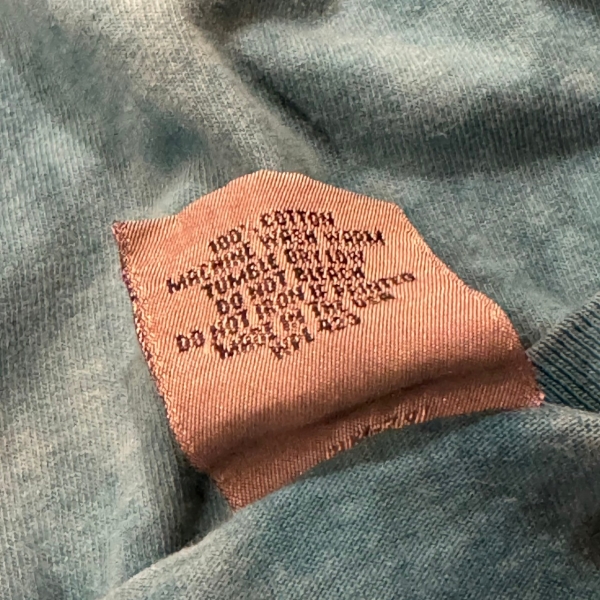 100% COTTON
MACHINE WASH WARM
TUMBLE DRY LOW
DO NOT BLEACH
DO NOT IRON IF PRINTED
MADE IN THE USA
WPL 423